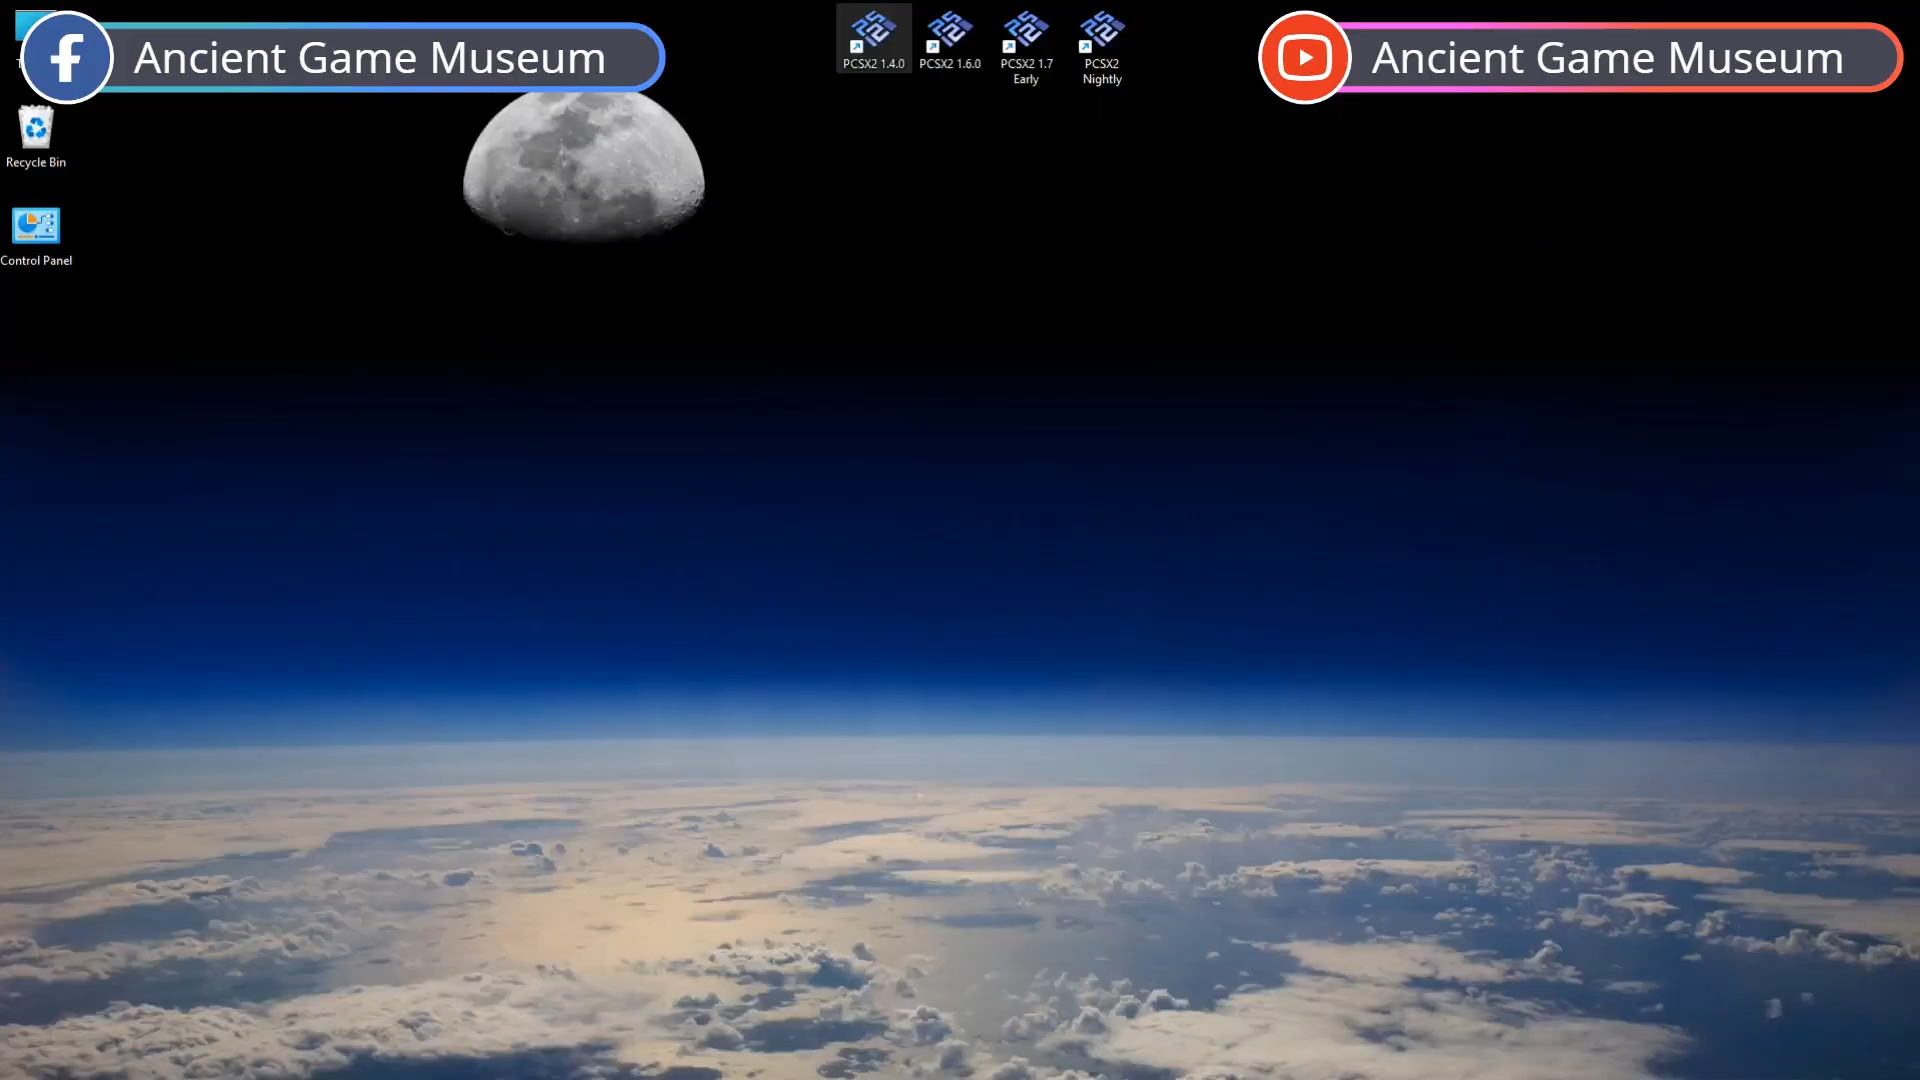 Ancient Game Museum
PCSX2 1.4.0
PCSX2 1.6.0
PCSX2 1.7
Early
PCSX2
Nightly
Ancient Game Museum
Recycle Bin
Control Panel